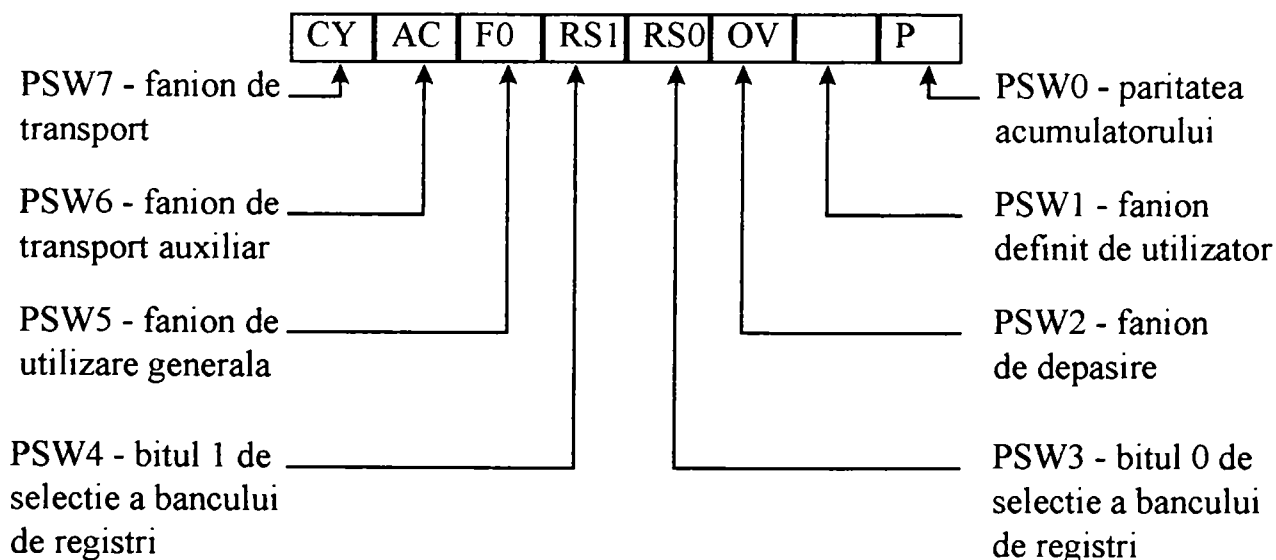 CY AC F0 RS1 RS0 OV P
PSW7 - fanion de
transport
PSW6 - fanion de
transport auxiliar
PSW5 - fanion de
utilizare generala
PSW4 - bitul 1 de
selectie a bancului
de registri
PSW0 - paritatea
acumulatorului
PSW1 - fanion
definit de utilizator
PSW2 - fanion
de depasire
PSW3 - bitul 0 de
selectie a bancului
de registri